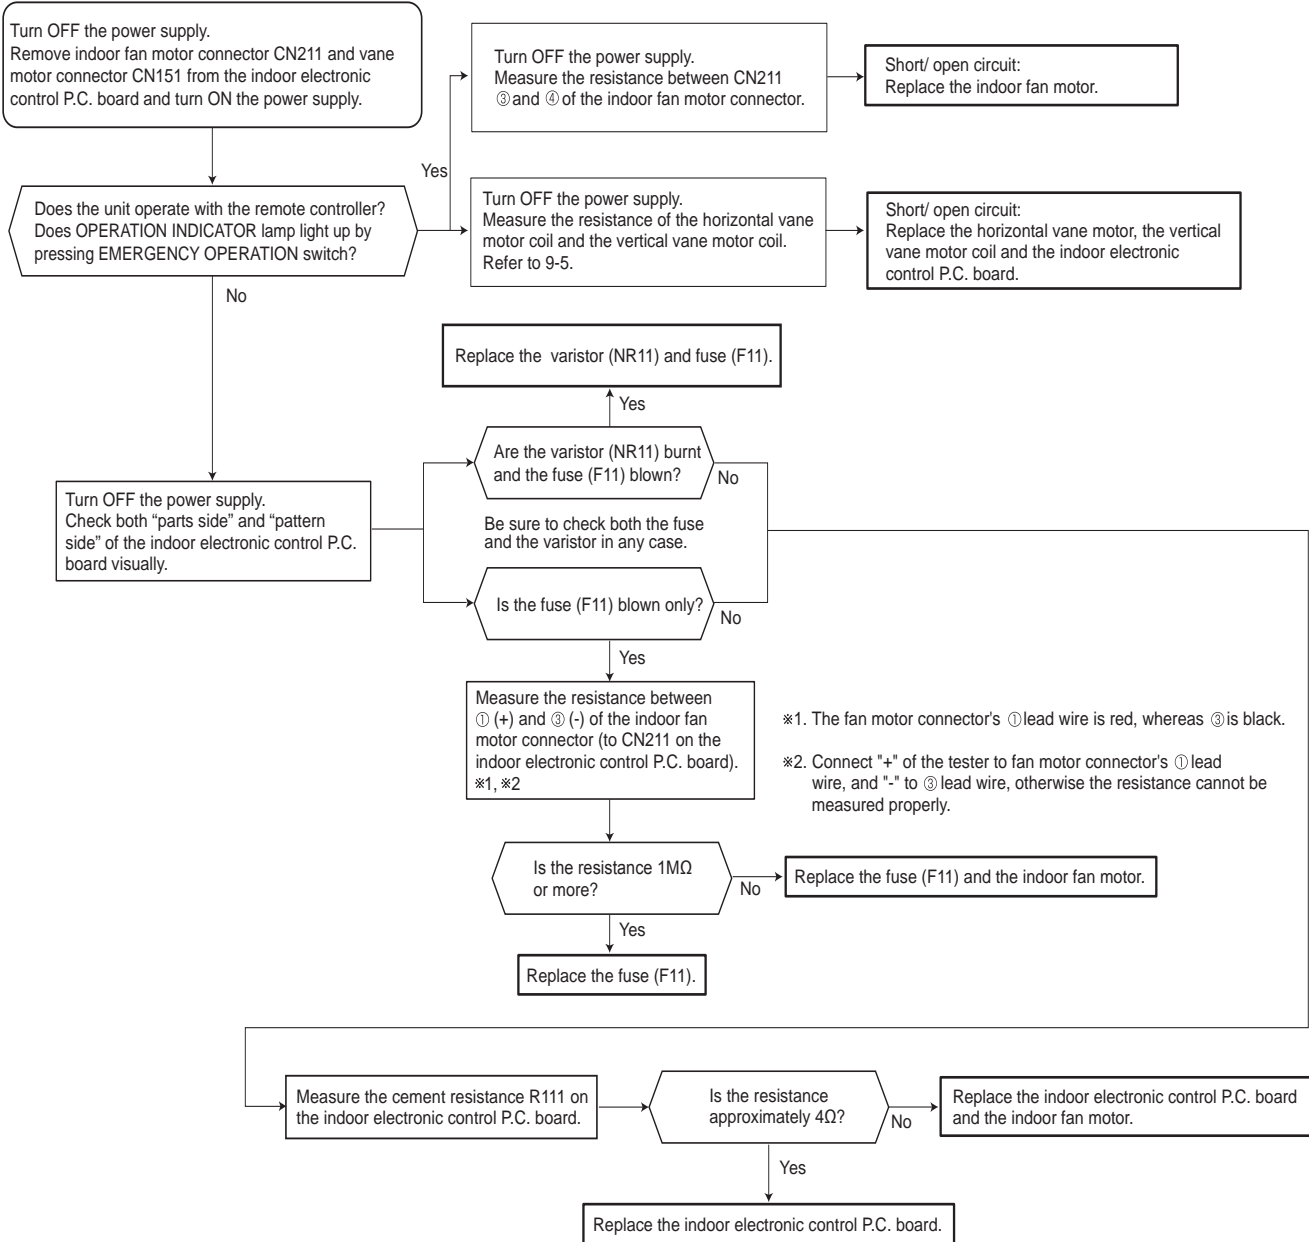 Turn OFF the power supply.
Remove indoor fan motor connector CN211 and vane
motor connector CN151 from the indoor electronic
control P.C. board and turn ON the power supply.
Turn OFF the power supply.
Measure the resistance between CN211
③ and ④ of the indoor fan motor connector.
Short/ open circuit:
Replace the indoor fan motor.
Yes
Does the unit operate with the remote controller?
Does OPERATION INDICATOR lamp light up by
pressing EMERGENCY OPERATION switch?
Turn OFF the power supply.
Measure the resistance of the horizontal vane
motor coil and the vertical vane motor coil.
Refer to 9-5.
Short/ open circuit:
Replace the horizontal vane motor, the vertical
vane motor coil and the indoor electronic
control P.C. board.
No
Replace the varistor (NR11) and fuse (F11).
Yes
Are the varistor (NR11) burnt
and the fuse (F11) blown?
No
Turn OFF the power supply.
Check both “parts side” and “pattern
side” of the indoor electronic control P.C.
board visually.
Be sure to check both the fuse
and the varistor in any case.
Is the fuse (F11) blown only?
No
Yes
Measure the resistance between
① (+) and ③ (-) of the indoor fan
motor connector (to CN211 on the
indoor electronic control P.C. board).
※1, ※2
※1. The fan motor connector's ① lead wire is red, whereas ③ is black.
※2. Connect "+" of the tester to fan motor connector's ① lead
wire, and "-" to ③ lead wire, otherwise the resistance cannot be
measured properly.
Is the resistance 1MΩ
or more?
No
Replace the fuse (F11) and the indoor fan motor.
Yes
Replace the fuse (F11).
Measure the cement resistance R111 on
the indoor electronic control P.C. board.
Is the resistance
approximately 4Ω?
No
Replace the indoor electronic control P.C. board
and the indoor fan motor.
Yes
Replace the indoor electronic control P.C. board.